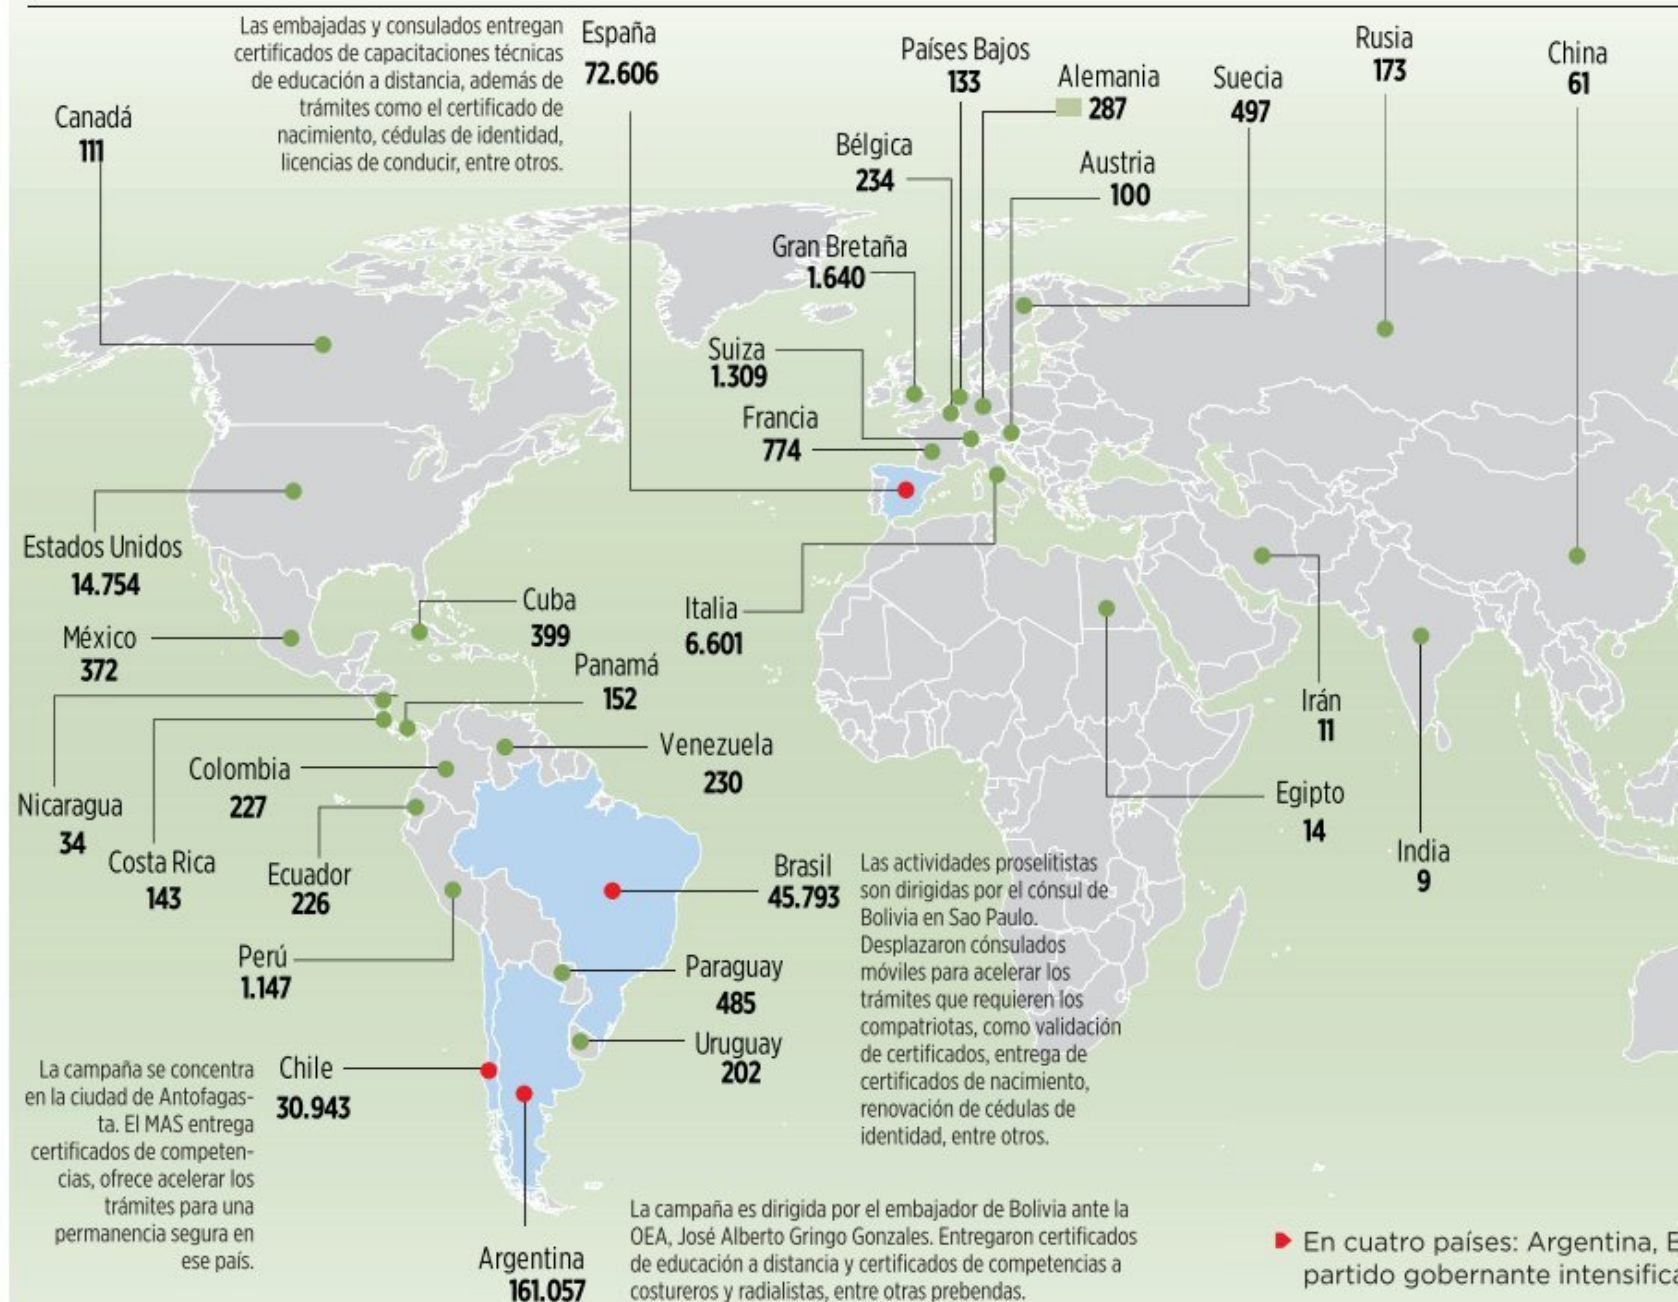 Las embajadas y consulados entregan
certificados de capacitaciones técnicas
de educación a distancia, además de
trámites como el certificado de
nacimiento, cédulas de identidad,
licencias de conducir, entre otros.
España
72.606
Países Bajos
133
Alemania
287
Suecia
497
Rusia
173
China
61
Canadá
111
Bélgica
234
Austria
100
Gran Bretaña
1.640
Suiza
1.309
Francia
774
Estados Unidos
14.754
México
372
Cuba
399
Panamá
152
Italia
6.601
Irán
11
Venezuela
230
Colombia
227
Nicaragua
34
Costa Rica
143
Ecuador
226
Egipto
14
India
9
Brasil
45.793
Las actividades proselitistas
son dirigidas por el cónsul de
Bolivia en Sao Paulo.
Desplazaron cónsulados
móviles para acelerar los
trámites que requieren los
compatriotas, como validación
de certificados, entrega de
certificados de nacimiento,
renovación de cédulas de
identidad, entre otros.
Perú
1.147
Paraguay
485
Uruguay
202
La campaña se concentra
en la ciudad de Antofagas-
ta. El MAS entrega
certificados de competen-
cias, ofrece acelerar los
trámites para una
permanencia segura en
ese país.
Chile
30.943
Argentina
161.057
La campaña es dirigida por el embajador de Bolivia ante la
OEA, José Alberto Gringo Gonzales. Entregaron certificados
de educación a distancia y certificados de competencias a
costureros y radialistas, entre otras prebendas.
En cuatro países: Argentina,
partido gobernante intensifica